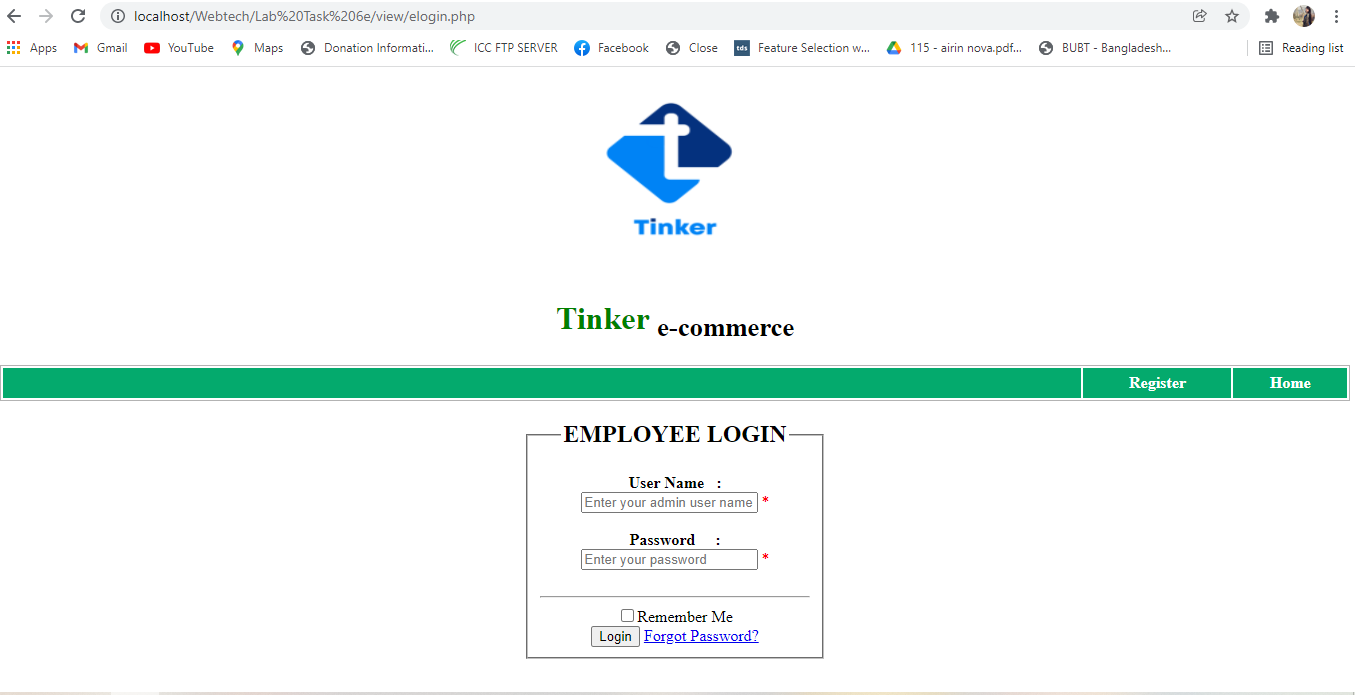 localhost/Webtech/Lab%20Task%206e/view/elogin.php
Apps Gmail YouTube Maps Donation Informati... ICC FTP SERVER Facebook Close tds Feature Selection w... 115 - airin nova.pdf... BUBT - Bangladesh... Reading list
t
Tinker
Tinker e-commerce
Register Home
EMPLOYEE LOGIN
User Name :
Enter your admin user name *
Password :
Enter your password *
Remember Me
Login Forgot Password?